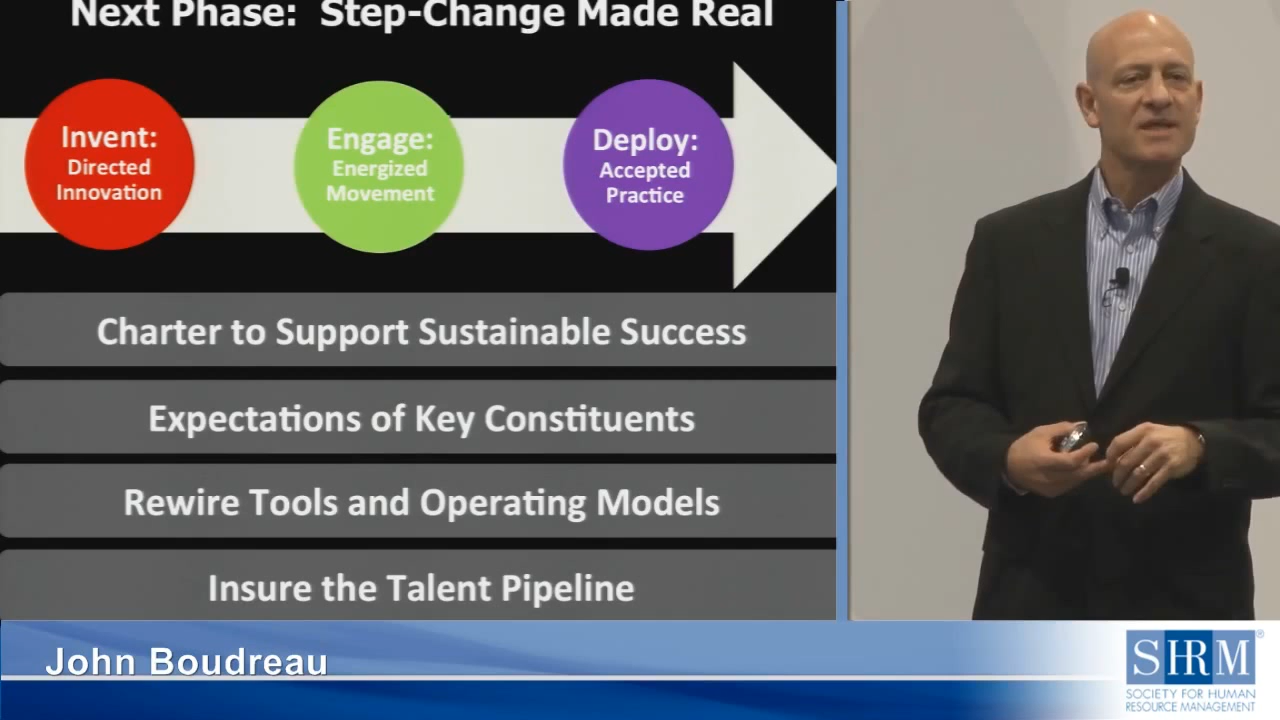 Next Phase: Step-Change Made Real
Invent:
Directed
Innovation
Engage:
Energized
Movement
Deploy:
Accepted
Practice
Charter to Support Sustainable Success
Expectations of Key Constituents
Rewire Tools and Operating Models
Insure the Talent Pipeline
John Boudreau
SHRM®
SOCIETY FOR HUMAN
RESOURCE MANAGEMENT